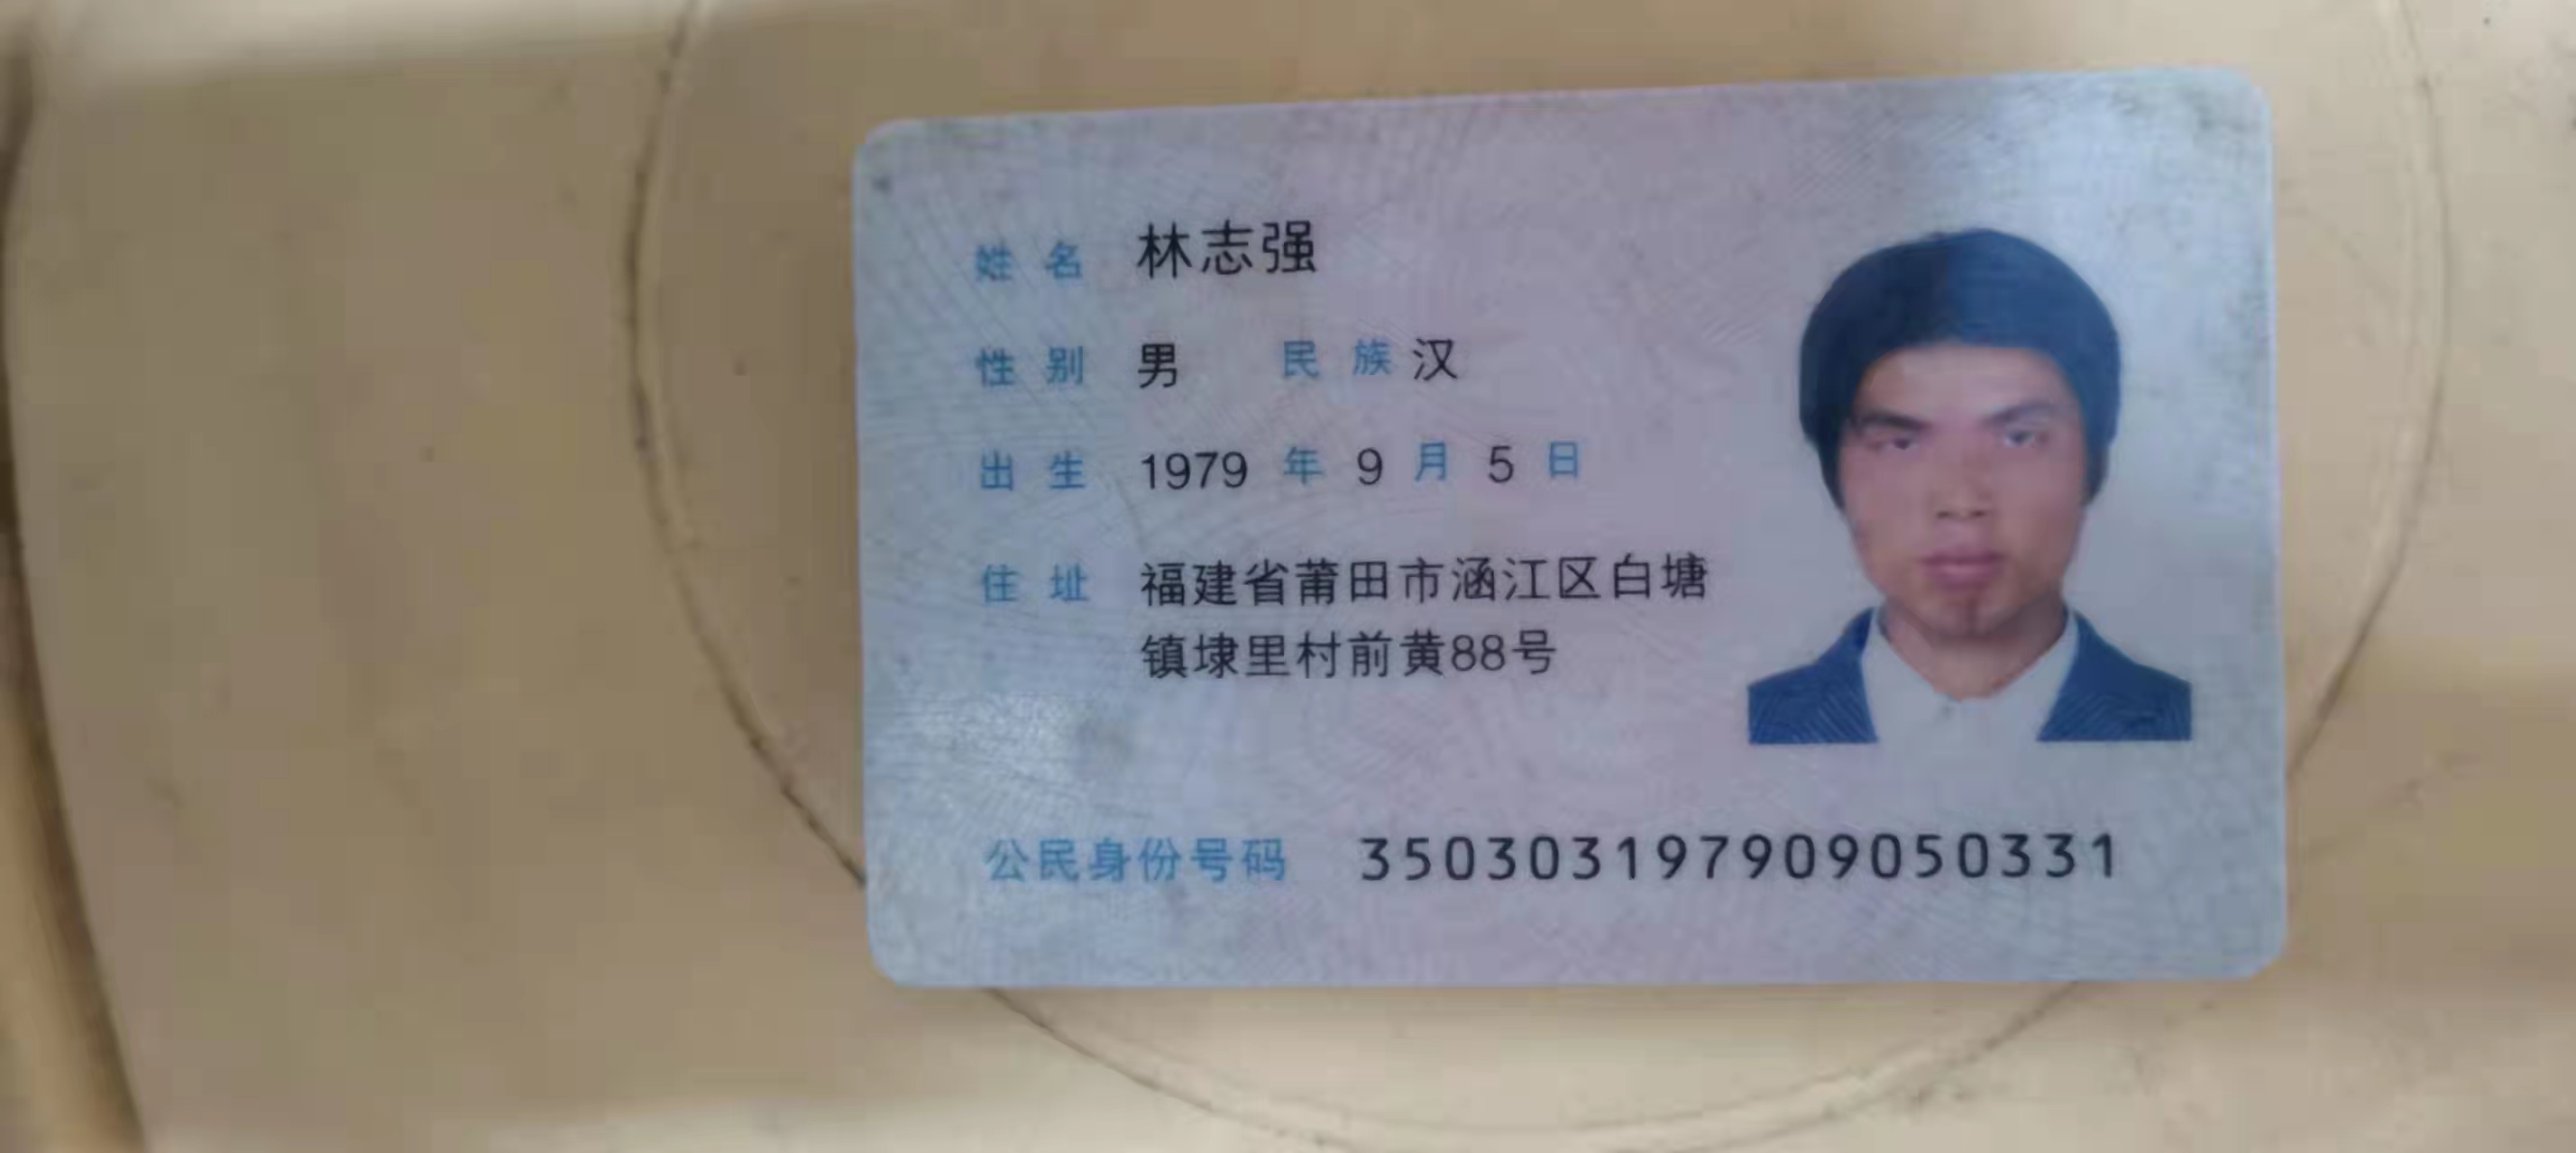 姓名 林志强
性别 男 民族 汉
出生 1979 年 9 月 5 日
住址 福建省莆田市涵江区白塘
镇埭里村前黄88号
公民身份号码 350303197909050331